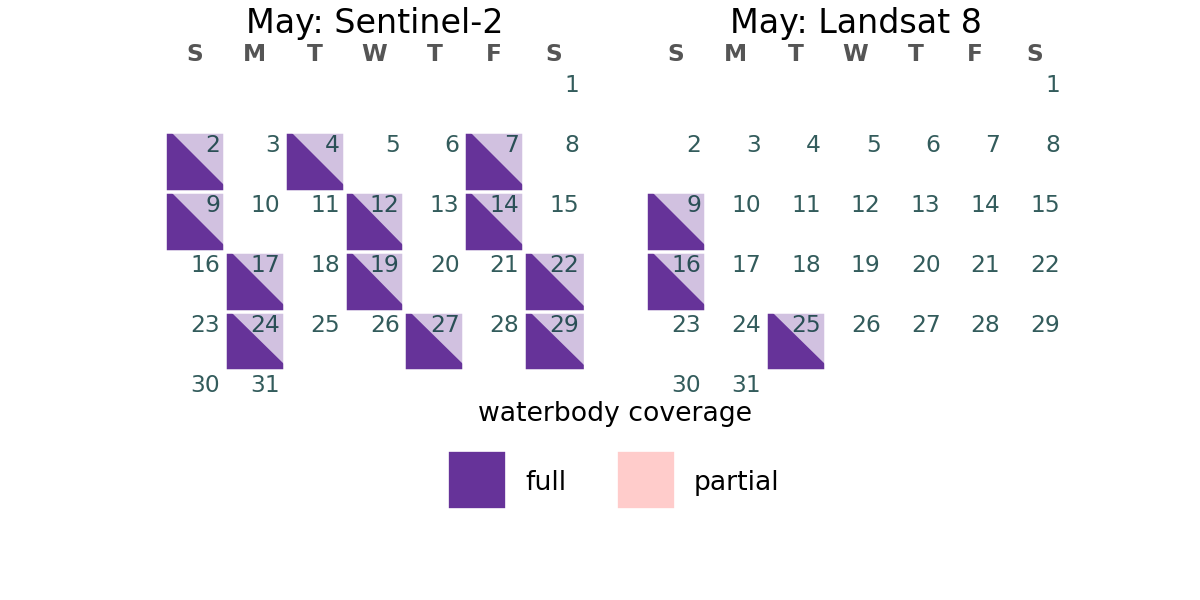 May: Sentinel-2
S M T W T F S
1
2 3 4 5 6 7 8
9 10 11 12 13 14 15
16 17 18 19 20 21 22
23 24 25 26 27 28 29
30 31
May: Landsat 8
S M T W T F S
1
2 3 4 5 6 7 8
9 10 11 12 13 14 15
16 17 18 19 20 21 22
23 24 25 26 27 28 29
30 31
waterbody coverage
full
partial